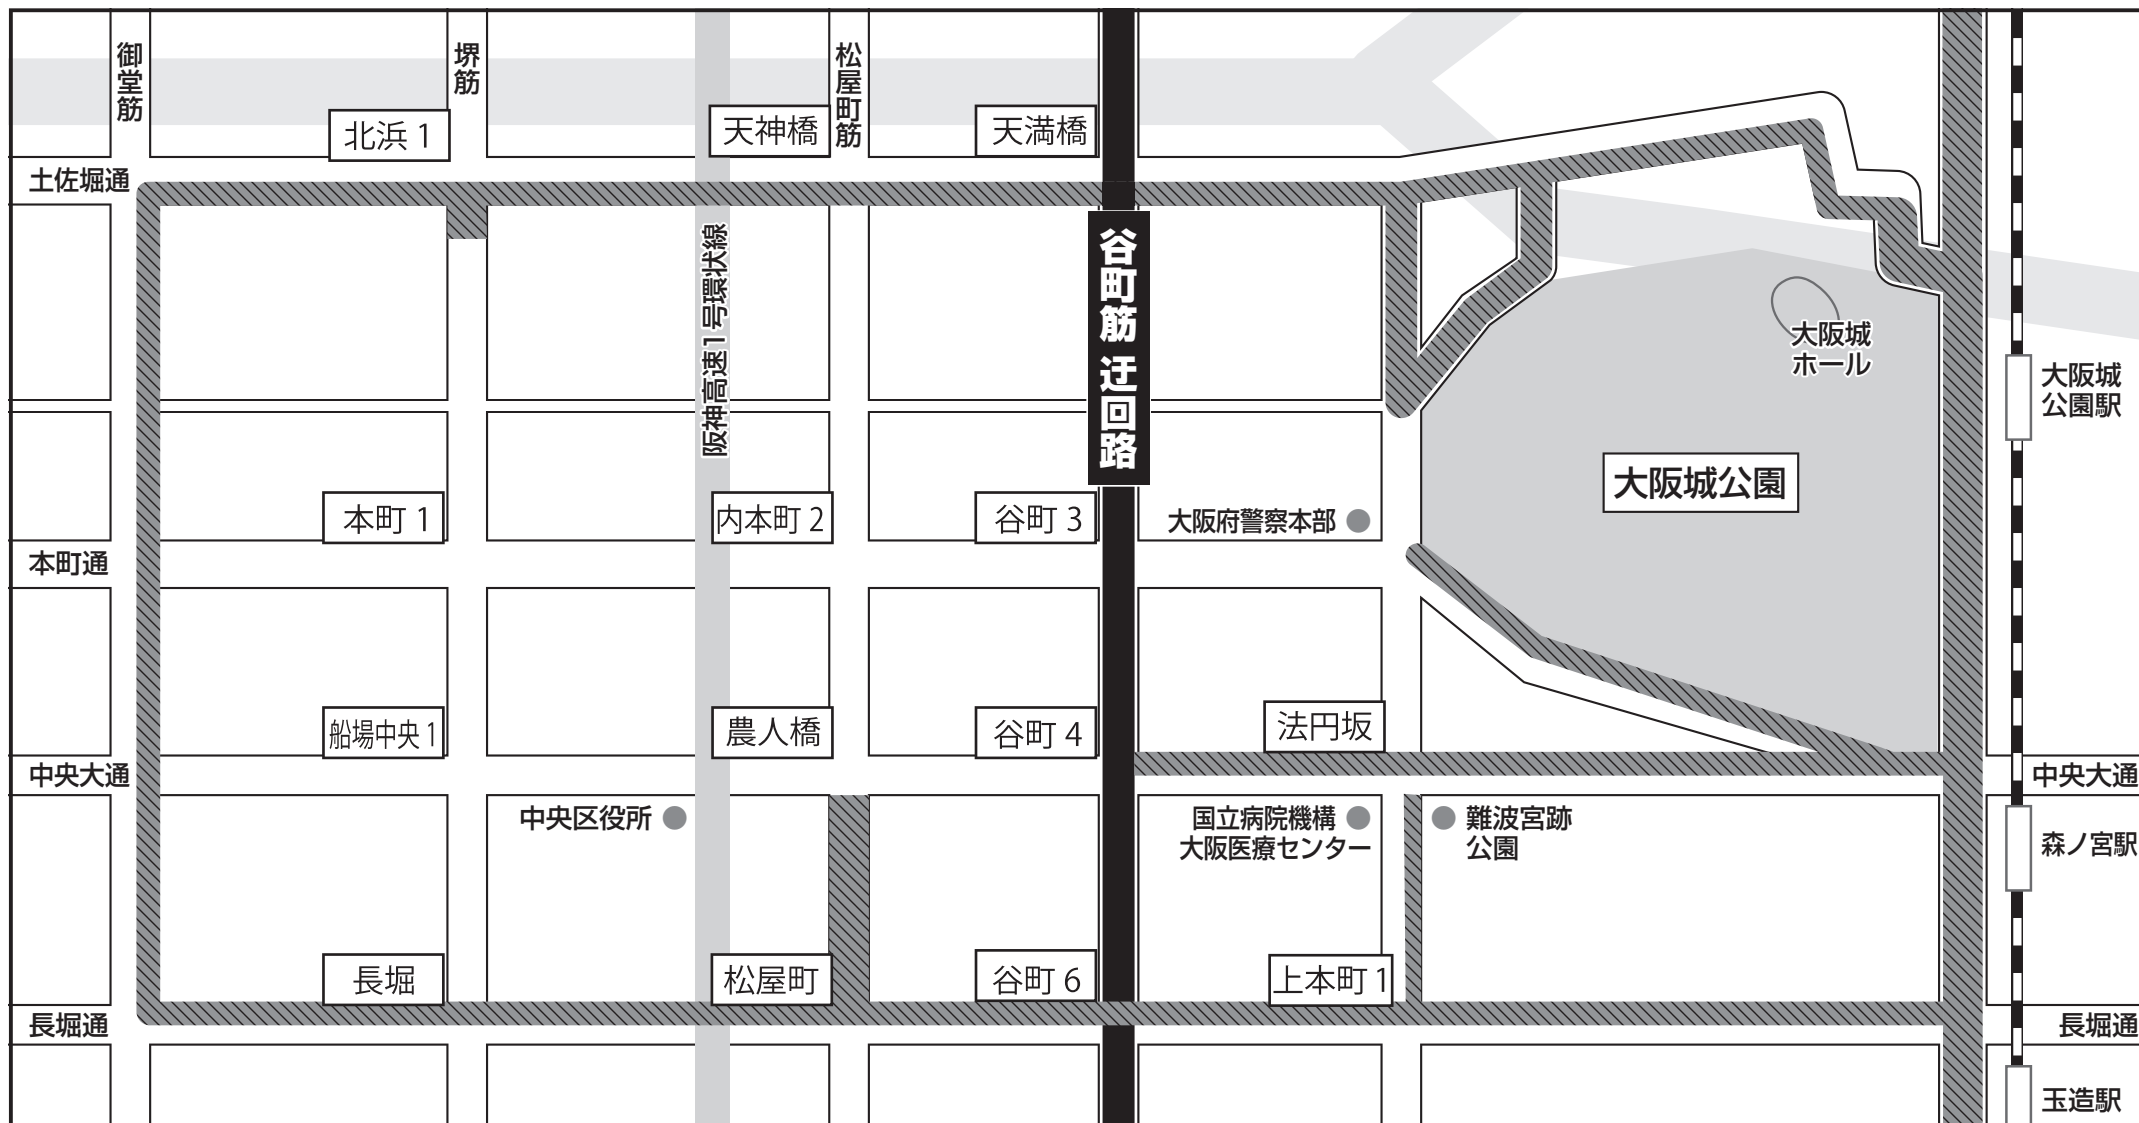 御堂筋
堺筋
松屋町筋
北浜1
天神橋
天満橋
土佐堀通
阪神高速1号環状線
谷町筋 迂回路
大阪城
ホール
大阪城
公園駅
大阪城公園
本町1
内本町2
谷町3
大阪府警察本部
本町通
船場中央1
農人橋
谷町4
法円坂
中央大通
中央大通
中央区役所
国立病院機構
大阪医療センター
難波宮跡
公園
森ノ宮駅
長堀
松屋町
谷町6
上本町1
長堀通
長堀通
玉造駅